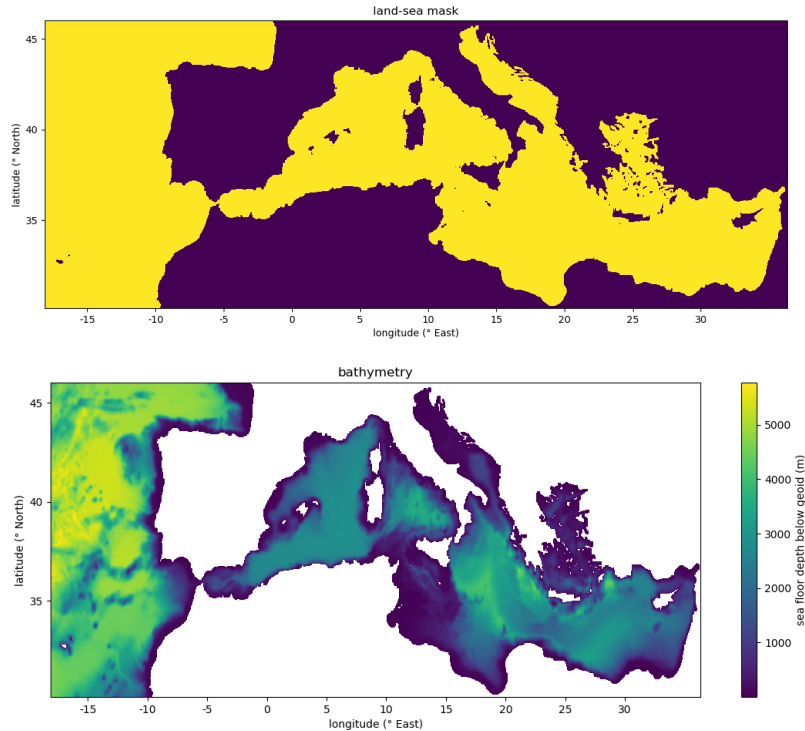 land-sea mask
45
40
35
latitude (° North)
-15 -10 -5 0 5 10 15 20 25 30
longitude (° East)
bathymetry
45
40
35
latitude (° North)
-15 -10 -5 0 5 10 15 20 25 30
longitude (° East)
5000
4000
3000
2000
1000
sea floor depth below geoid (m)